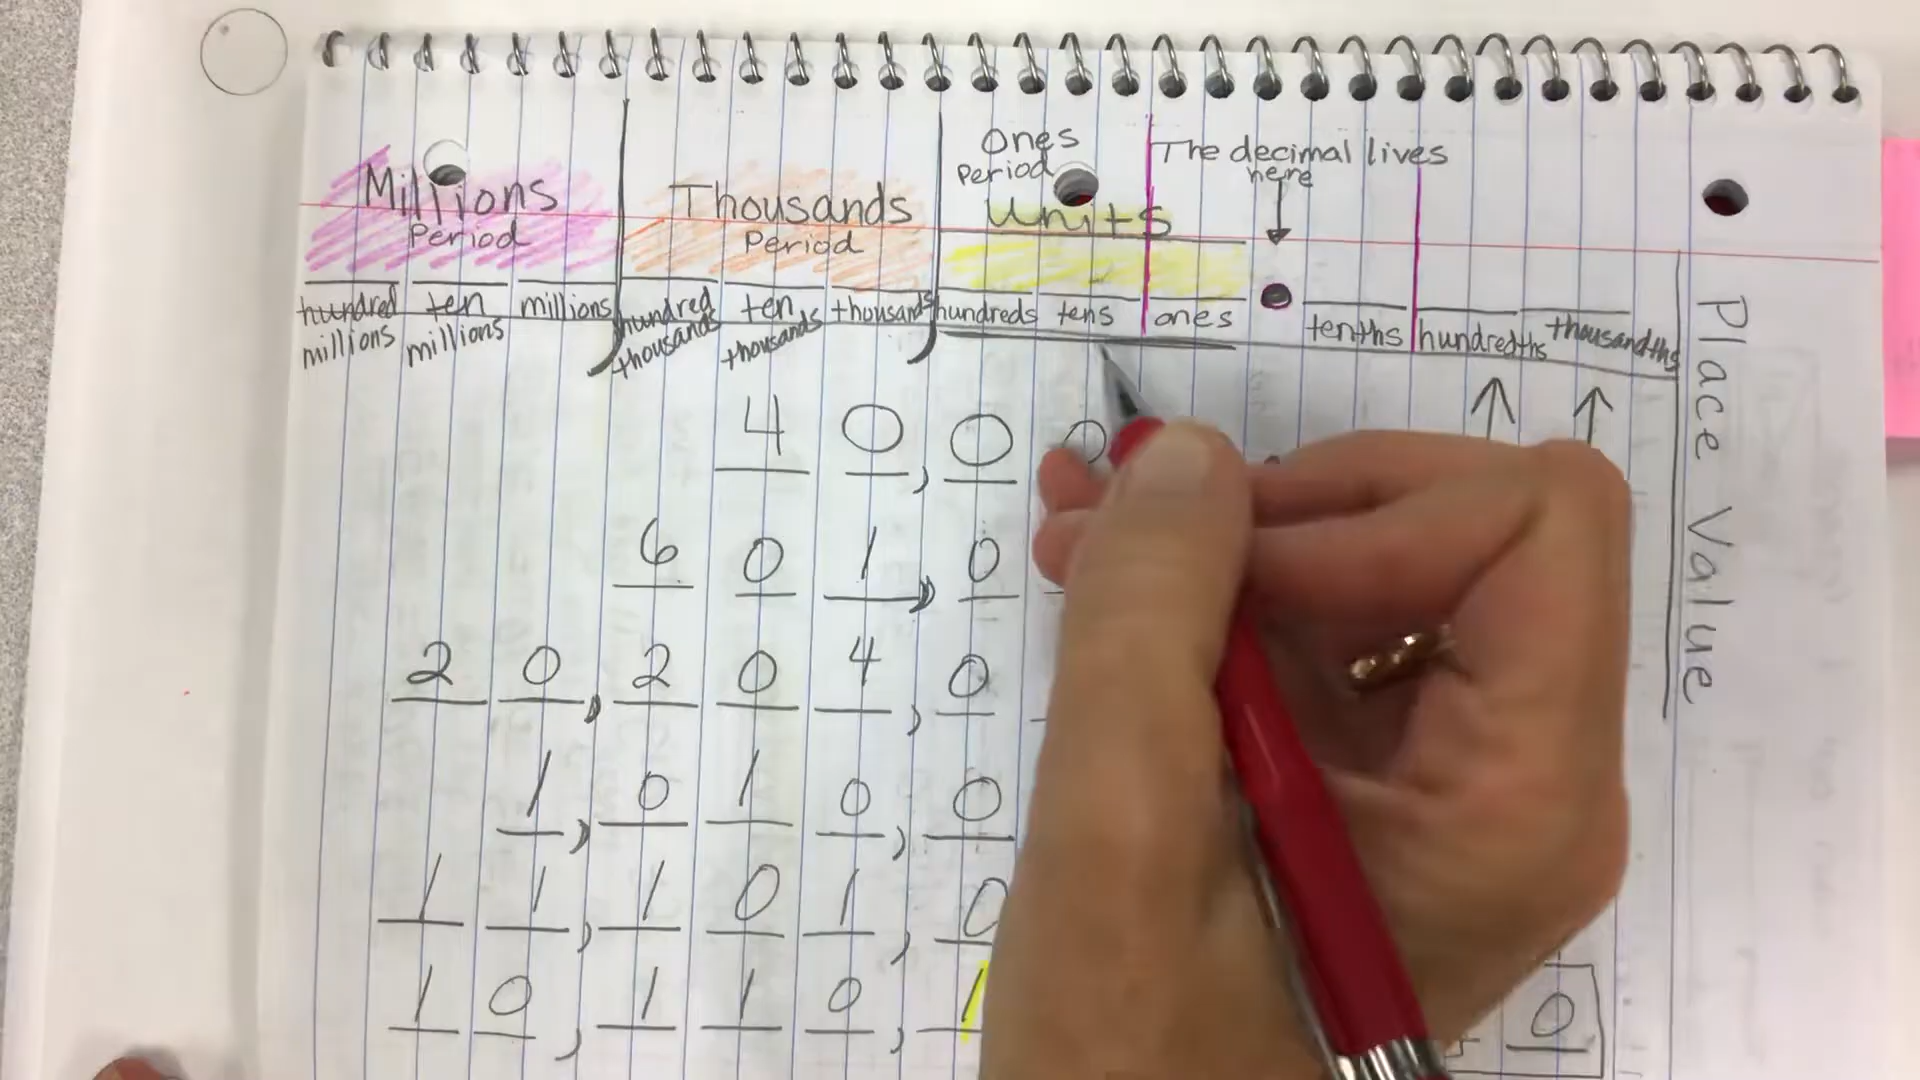 Millions
Period
Thousands
Period
Ones
Period
Units
The decimal lives
here
hundred
millions
ten
millions
millions
hundred
thousands
ten
thousands
thousands
hundreds
tens
ones
tenths
hundredths
thousandths
Place Value
4 0, 0 0
6 0 1, 0
2 0, 2 0 4, 0
1, 0 1 0, 0
1 1, 1 0 1, 0
1 0, 1 1 0, 1
0